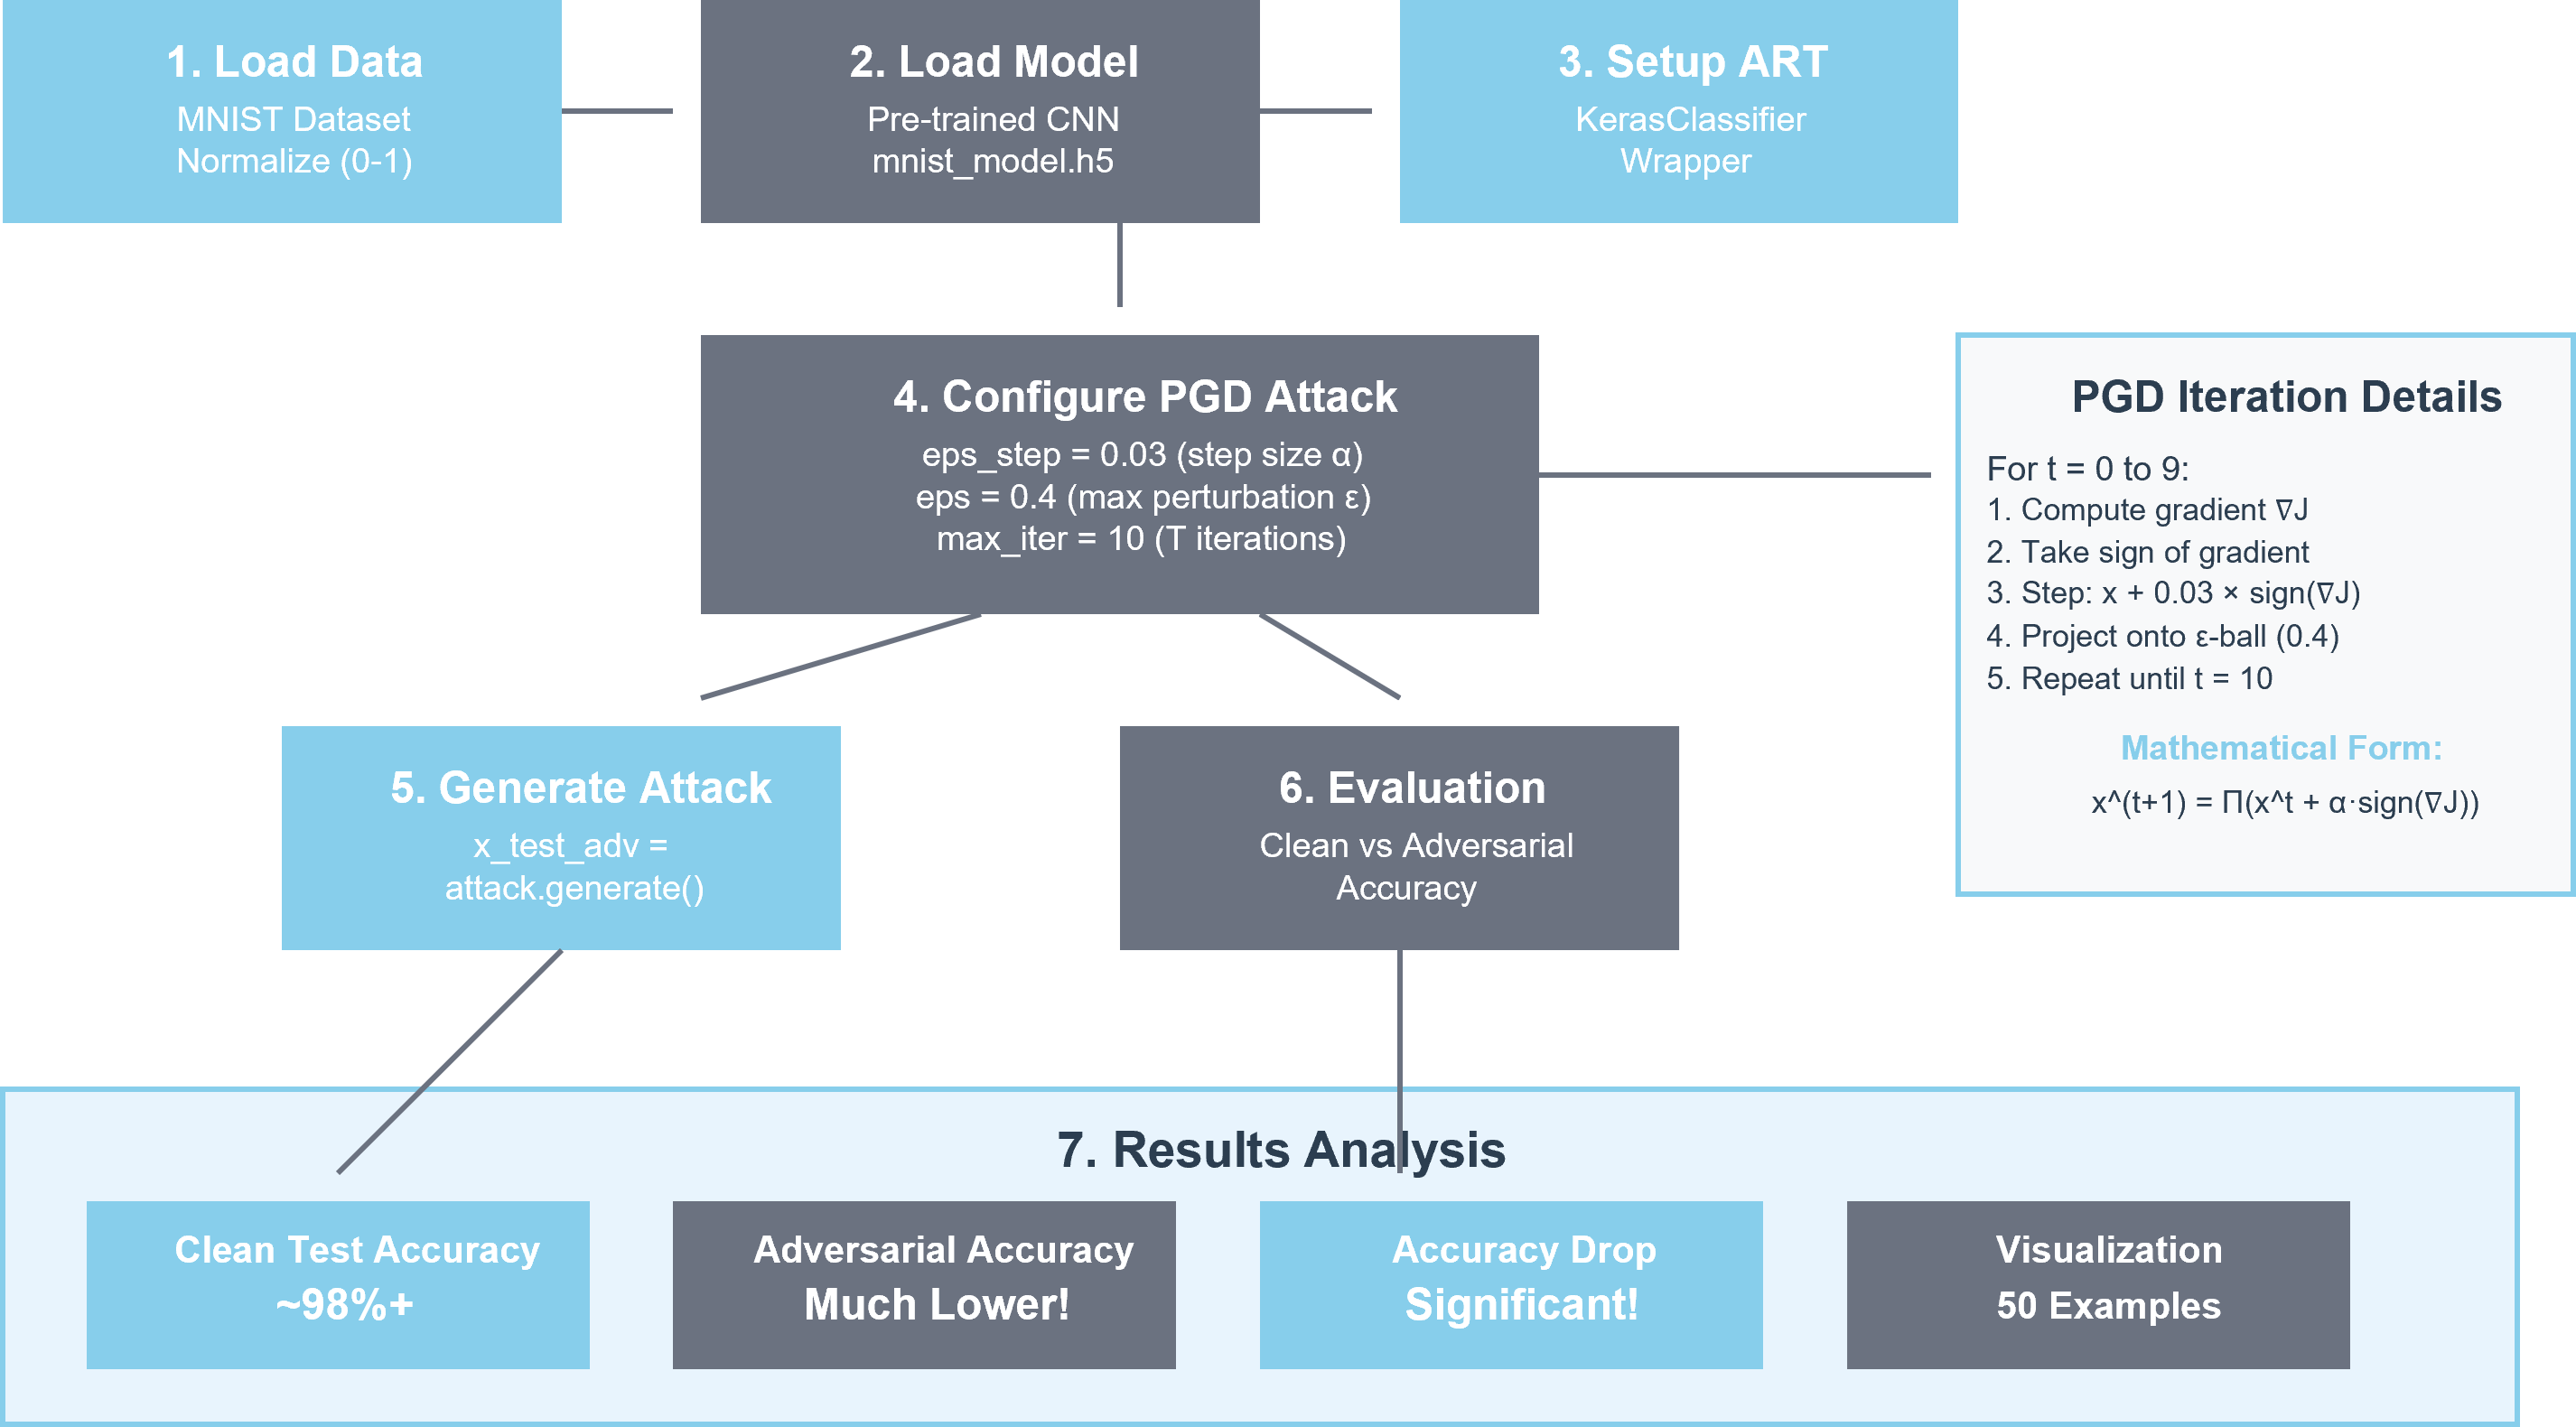 1. Load Data
MNIST Dataset
Normalize (0-1)
2. Load Model
Pre-trained CNN
mnist_model.h5
3. Setup ART
KerasClassifier
Wrapper
4. Configure PGD Attack
eps_step = 0.03 (step size α)
eps = 0.4 (max perturbation ε)
max_iter = 10 (T iterations)
PGD Iteration Details
For t = 0 to 9:
1. Compute gradient ∇J
2. Take sign of gradient
3. Step: x + 0.03 × sign(∇J)
4. Project onto ε-ball (0.4)
5. Repeat until t = 10
Mathematical Form:
x^(t+1) = Π(x^t + α·sign(∇J))
5. Generate Attack
x_test_adv =
attack.generate()
6. Evaluation
Clean vs Adversarial
Accuracy
7. Results Analysis
Clean Test Accuracy
~98%+
Adversarial Accuracy
Much Lower!
Accuracy Drop
Significant!
Visualization
50 Examples